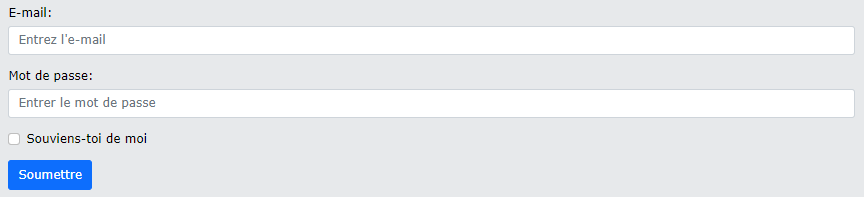 E-mail:
Entrez l'e-mail
Mot de passe:
Entrer le mot de passe
Souviens-toi de moi
Soumettre